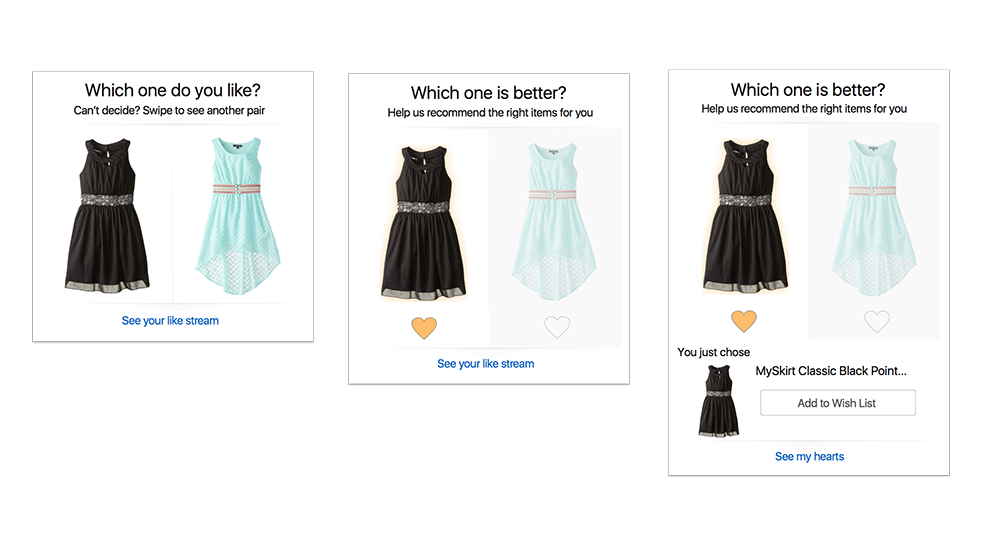 Which one do you like?
Can't decide? Swipe to see another pair
See your like stream
Which one is better?
Help us recommend the right items for you
See your like stream
Which one is better?
Help us recommend the right items for you
You just chose
MySkirt Classic Black Point...
Add to Wish List
See my hearts